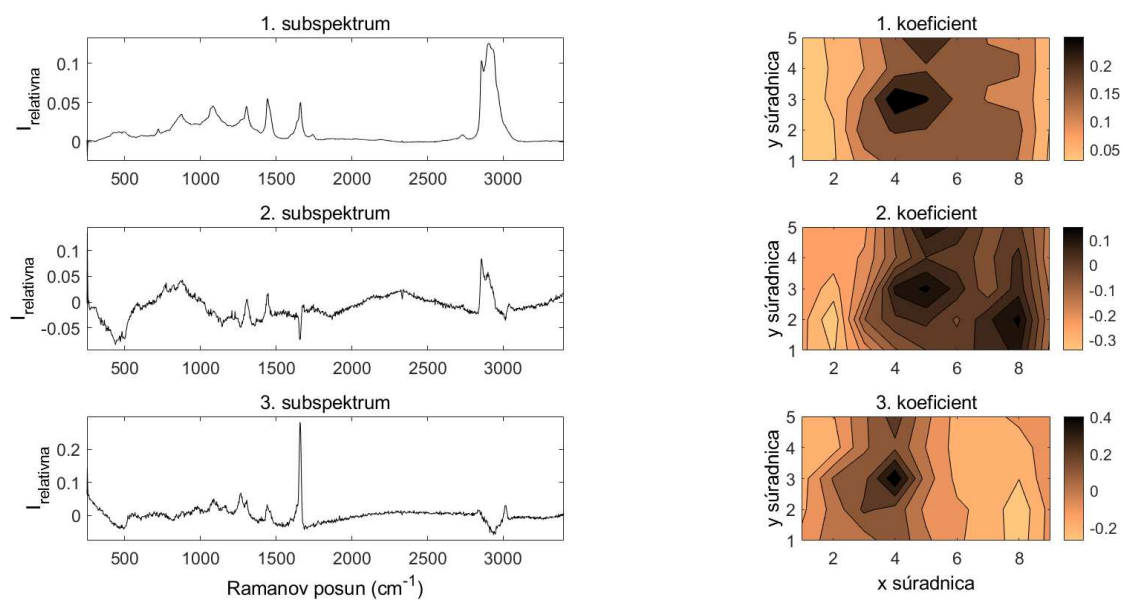 1. subspektrum
0.1
0.05
0
500 1000 1500 2000 2500 3000
I relativna
1. koeficient
5
4
3
2
1
2 4 6 8
y súradnica
0.2
0.15
0.1
0.05
2. subspektrum
0.1
0.05
0
-0.05
500 1000 1500 2000 2500 3000
I relativna
2. koeficient
5
4
3
2
1
2 4 6 8
y súradnica
0.1
0
-0.1
-0.2
-0.3
3. subspektrum
0.2
0.1
0
500 1000 1500 2000 2500 3000
I relativna
Ramanov posun (cm-1)
3. koeficient
5
4
3
2
1
2 4 6 8
y súradnica
x súradnica
0.4
0.2
0
-0.2